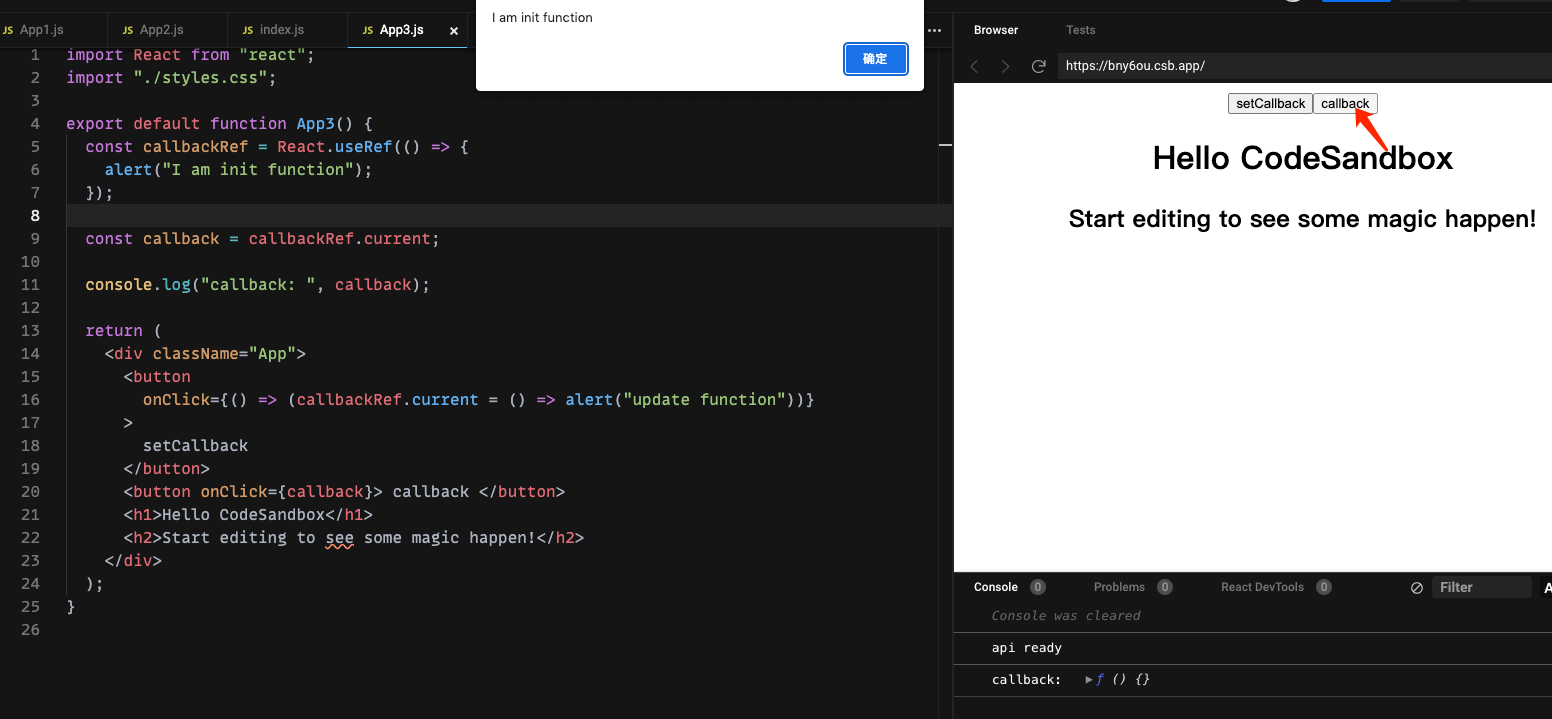 I am init function
确定
JS App1.js
JS App2.js
JS index.js
JS App3.js ×
...
1 import React from "react";
2 import "./styles.css";
3
4 export default function App3() {
5 const callbackRef = React.useRef(() => {
6 alert("I am init function");
7 });
8
9 const callback = callbackRef.current;
10
11 console.log("callback: ", callback);
12
13 return (
14 <div className="App">
15 <button
16 onClick={() => (callbackRef.current = () => alert("update function"))}
17 >
18 setCallback
19 </button>
20 <button onClick={callback}> callback </button>
21 <h1>Hello CodeSandbox</h1>
22 <h2>Start editing to see some magic happen!</h2>
23 </div>
24 );
25 }
26
Browser
Tests
https://bny6ou.csb.app/
setCallback
callback
Hello CodeSandbox
Start editing to see some magic happen!
Console 0
Problems 0
React DevTools 0
Filter
A
Console was cleared
api ready
callback: ▶ ƒ () {}